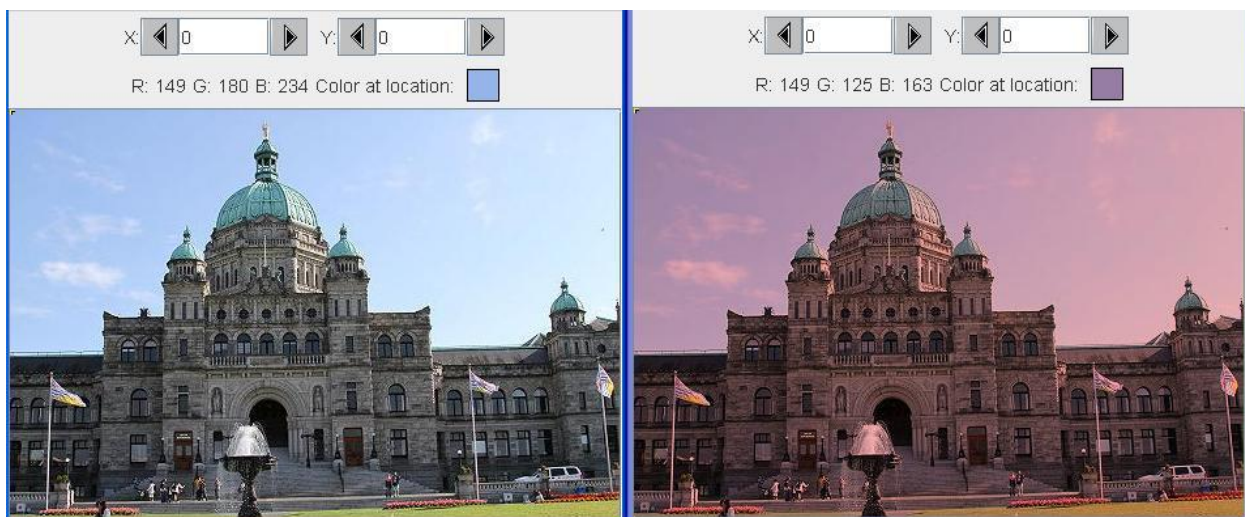 X: 0 Y: 0
R: 149 G: 180 B: 234 Color at location:
X: 0 Y: 0
R: 149 G: 125 B: 163 Color at location: